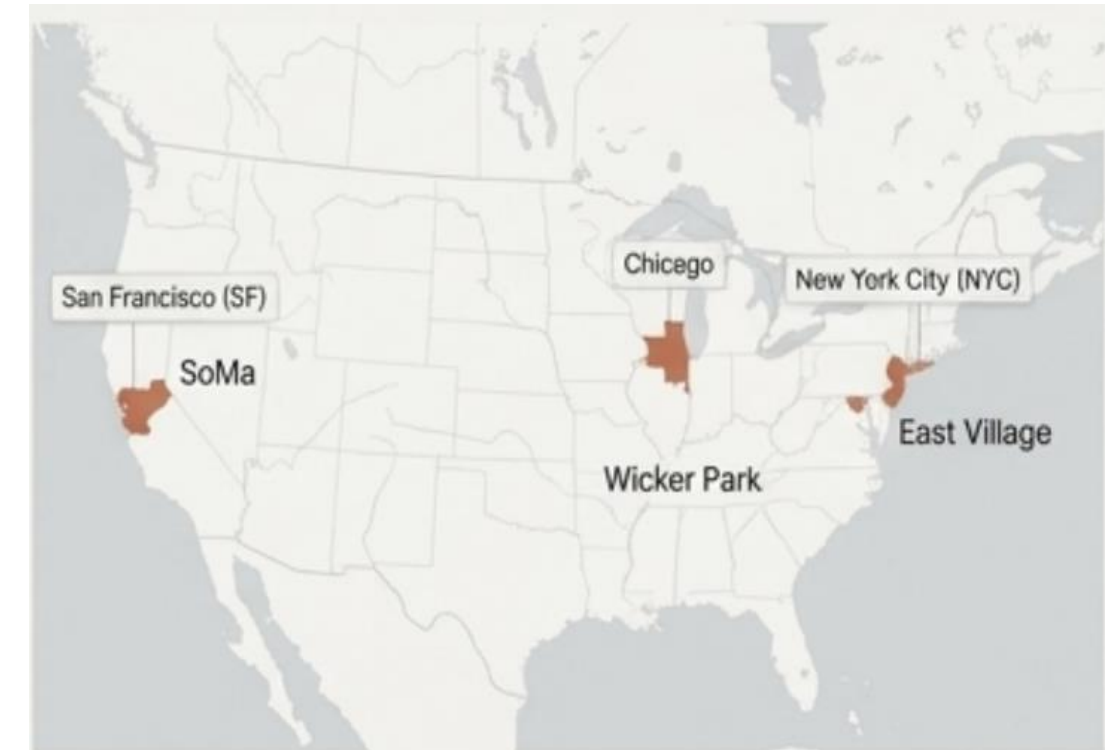 Chicego
New York City (NYC)
San Francisco (SF)
SoMa
East Village
Wicker Park